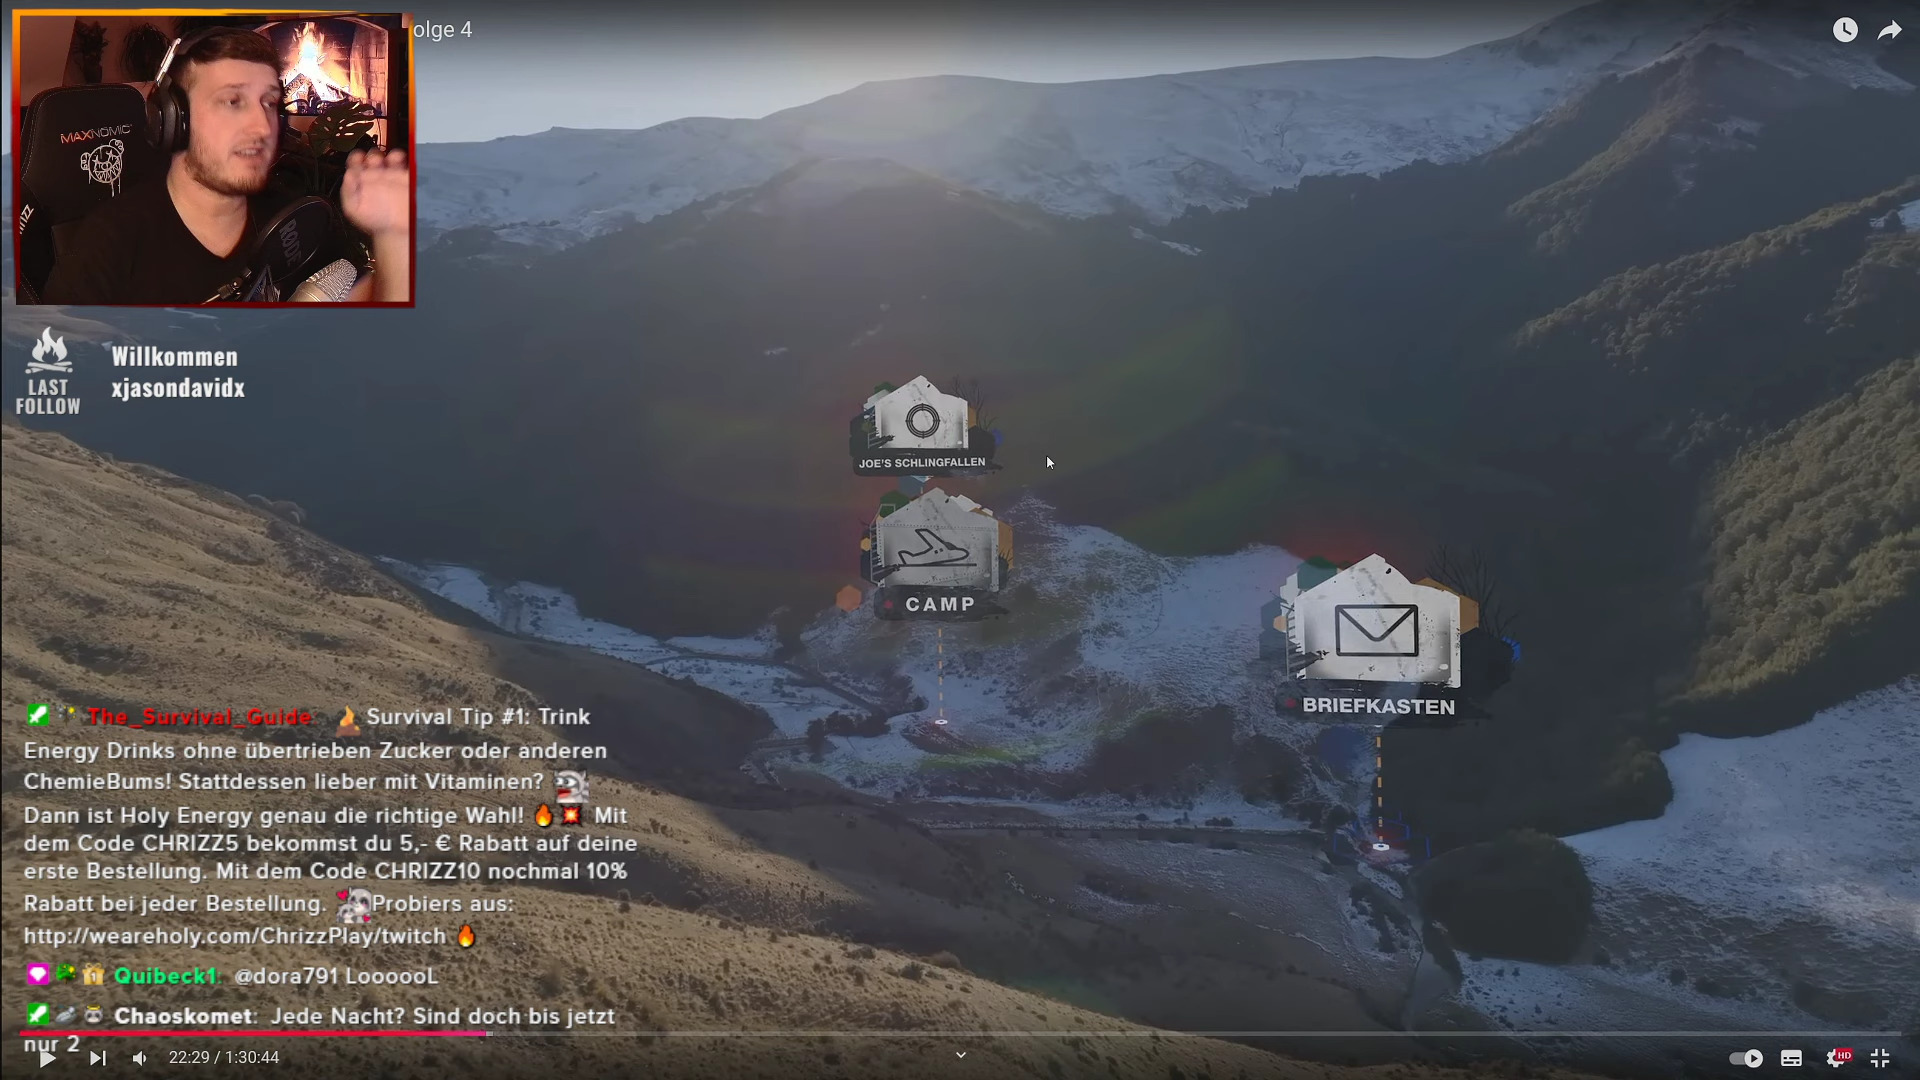 olge 4
MAXNOMIC
RØDE
LAST
FOLLOW
Willkommen
xjasondavidx
JOE'S SCHLINGFALLEN
CAMP
BRIEFKASTEN
The_Survival_Guide Survival Tip #1: Trink
Energy Drinks ohne übertrieben Zucker oder anderen
ChemieBums! Stattdessen lieber mit Vitaminen?
Dann ist Holy Energy genau die richtige Wahl! Mit
dem Code CHRIZZ5 bekommst du 5,- € Rabatt auf deine
erste Bestellung. Mit dem Code CHRIZZ10 nochmal 10%
Rabatt bei jeder Bestellung. Probiers aus:
http://weareholy.com/ChrizzPlay/twitch
Quibeck1: @dora791 LoooooL
Chaoskomet: Jede Nacht? Sind doch bis jetzt
nur 2
22:29 / 1:30:44
HD